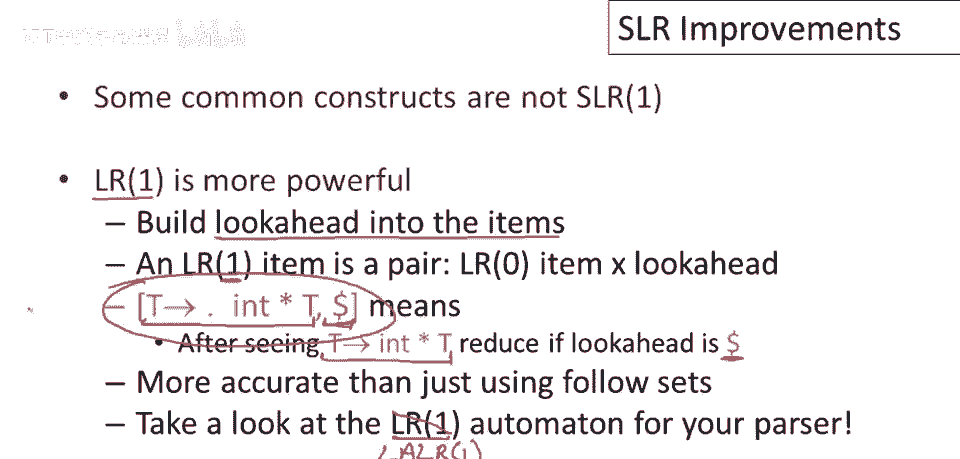 SLR Improvements
• Some common constructs are not SLR(1)
• LR(1) is more powerful
– Build lookahead into the items
– An LR(1) item is a pair: LR(0) item x lookahead
– [T→ . int * T, $] means
• After seeing T→ int * T reduce if lookahead is $
– More accurate than just using follow sets
– Take a look at the LR(1) automaton for your parser!
LALR(1)